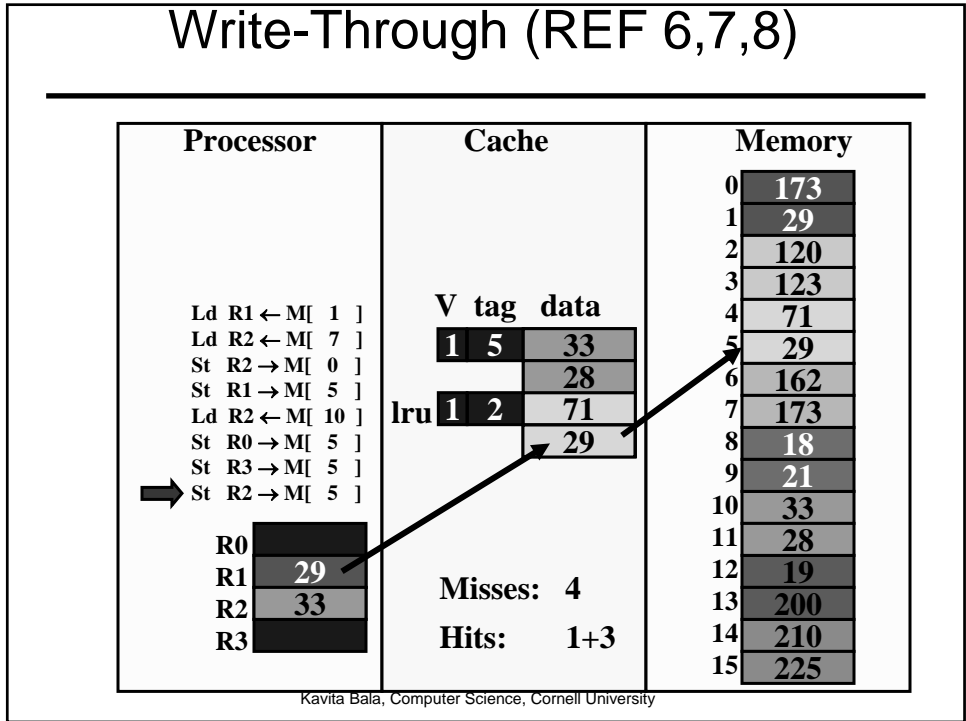 Write-Through (REF 6,7,8)
Processor
Ld R1 ← M[ 1 ]
Ld R2 ← M[ 7 ]
St R2 → M[ 0 ]
St R1 → M[ 5 ]
Ld R2 ← M[ 10 ]
St R0 → M[ 5 ]
St R3 → M[ 5 ]
St R2 → M[ 5 ]
R0
R1 29
R2 33
R3
Cache
V tag data
1 5 33
28
lru 1 2 71
29
Misses: 4
Hits: 1+3
Memory
0 173
1 29
2 120
3 123
4 71
5 29
6 162
7 173
8 18
9 21
10 33
11 28
12 19
13 200
14 210
15 225
Kavita Bala, Computer Science, Cornell University